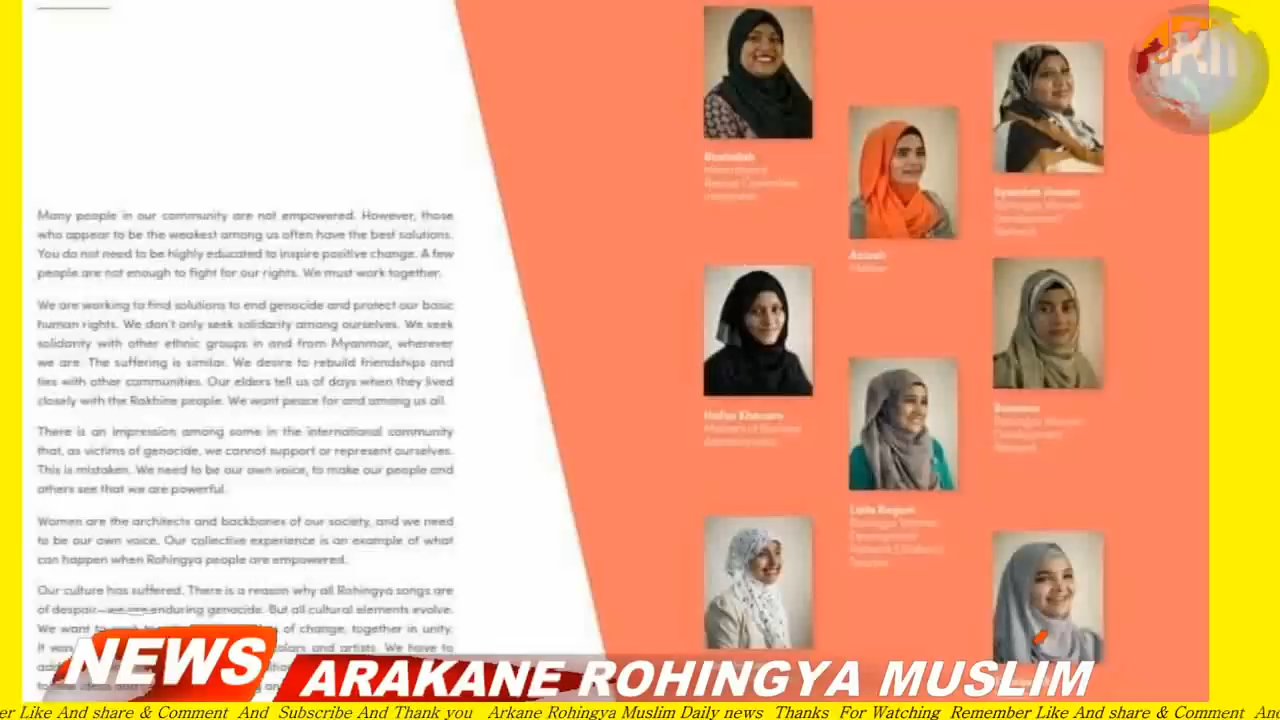 Many people in our community are not empowered. However, those
who appear to be the weakest among us often have the best solutions.
You do not need to be highly educated to inspire positive change. A few
people are not enough to fight for our rights. We must work together.
We are working to find solutions to end genocide and protect our basic
human rights. We don't only seek solidarity among ourselves. We seek
solidarity with other ethnic groups in and from Myanmar, wherever
we are. The suffering is similar. We desire to rebuild friendships and
ties with other communities. Our elders tell us of days when they lived
closely with the Rakhine people. We want peace for and among us all.
There is an impression among some in the international community
that, as victims of genocide, we cannot support or represent ourselves.
This is mistaken. We need to be our own voice, to make our people and
others see that we are powerful.
Women are the architects and backbones of our society, and we need
to be our own voice. Our collective experience is an example of what
can happen when Rohingya people are empowered.
Our culture has suffered. There is a reason why all Rohingya songs are
of despair—we are enduring genocide. But all cultural elements evolve.
We want to of change, together in unity.
It was and artists. We have to
Hafsa Khanam
Laila Begum
Rohingya Women
Development
Rohingya Women
Development
Network
NEWS
ARAKANE ROHINGYA MUSLIM
er Like And share & Comment And Subscribe And Thank you Arkane Rohingya Muslim Daily news Thanks For Watching Remember Like And share & Comment An